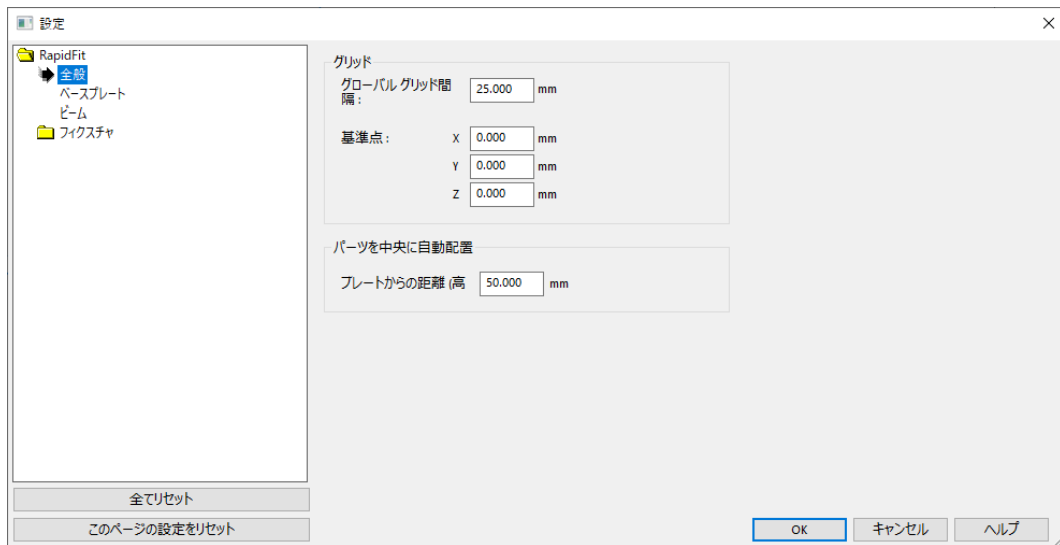 設定
RapidFit
全般
ベースプレート
ビーム
フィクスチャ
全てリセット
このページの設定をリセット
グリッド
グローバル グリッド間
隔 :
25.000 mm
基準点 : X 0.000 mm
Y 0.000 mm
Z 0.000 mm
パーツを中央に自動配置
プレートからの距離 (高 50.000 mm
OK キャンセル ヘルプ